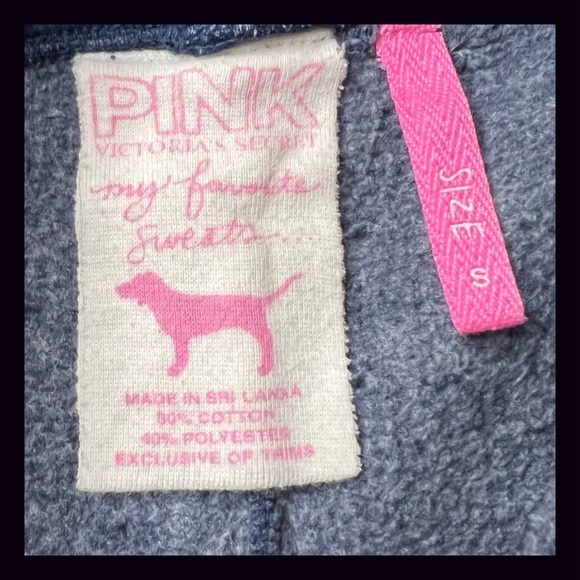 PINK
VICTORIA'S SECRET
my favorite
sweats...
MADE IN SRI LANKA
60% COTTON
40% POLYESTER
EXCLUSIVE OF TRIMS
SIZE S